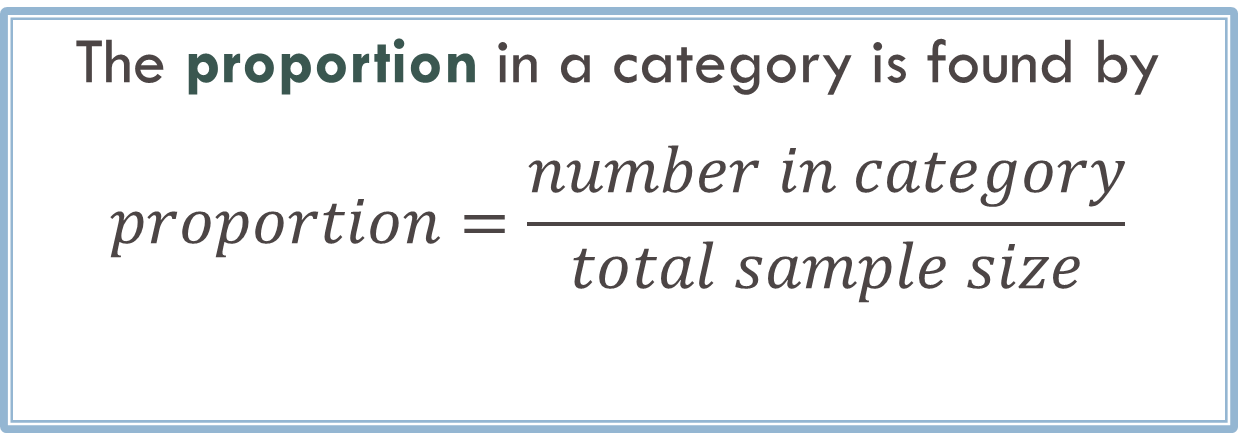 The proportion in a category is found by
proportion = number in category
total sample size